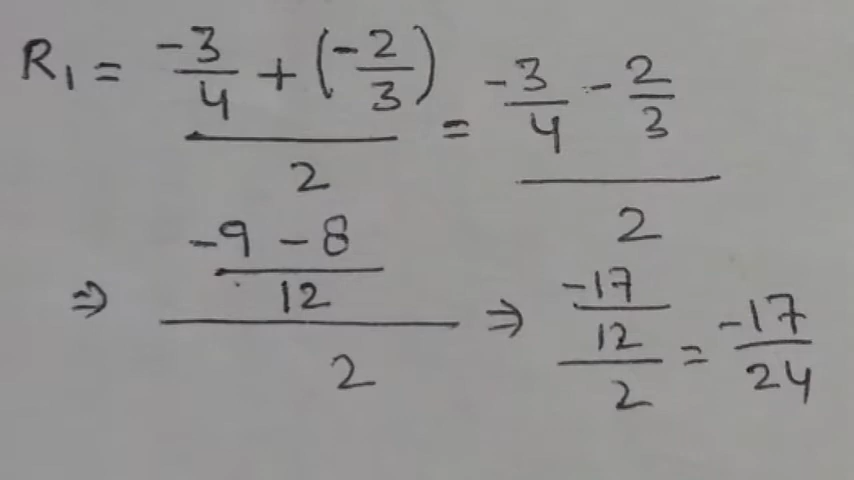 R₁ = (-3/4 + (-2/3))/2 = (-3/4 - 2/3)/2
⇒ ((-9 - 8)/12)/2 ⇒ (-17/12)/2 = -17/24